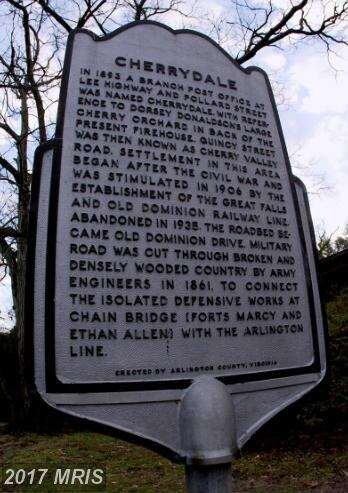 CHERRYDALE
IN 1893 A BRANCH POST OFFICE AT
LEE HIGHWAY AND POLLARD STREET
WAS NAMED CHERRYDALE, WITH REFER-
ENCE TO DORSEY DONALDSON'S LARGE
CHERRY ORCHARD IN BACK OF THE
PRESENT FIREHOUSE. QUINCY STREET
WAS THEN KNOWN AS CHERRY VALLEY
ROAD. SETTLEMENT IN THIS AREA
BEGAN AFTER THE CIVIL WAR AND
WAS STIMULATED IN 1906 BY THE
ESTABLISHMENT OF THE GREAT FALLS
AND OLD DOMINION RAILWAY LINE,
ABANDONED IN 1935. THE ROADBED BE-
CAME OLD DOMINION DRIVE. MILITARY
ROAD WAS CUT THROUGH BROKEN AND
DENSELY WOODED COUNTRY BY ARMY
ENGINEERS IN 1861, TO CONNECT
THE ISOLATED DEFENSIVE WORKS AT
CHAIN BRIDGE (FORTS MARCY AND
ETHAN ALLEN) WITH THE ARLINGTON
LINE.
ERECTED BY ARLINGTON COUNTY, VIRGINIA
2017 MRIS